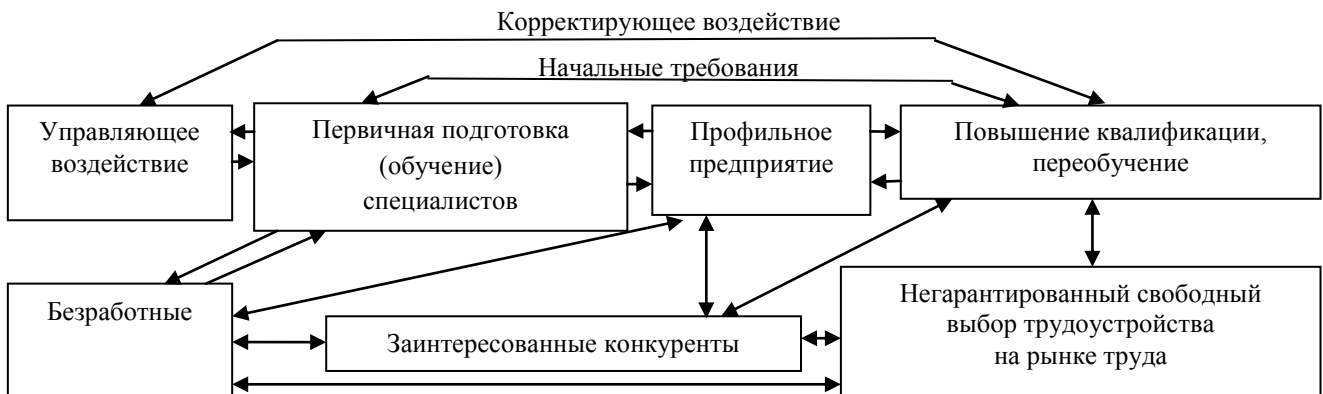 Корректирующее воздействие
Начальные требования
Управляющее
воздействие
Первичная подготовка
(обучение)
специалистов
Профильное
предприятие
Повышение квалификации,
переобучение
Безработные
Заинтересованные конкуренты
Негарантированный свободный
выбор трудоустройства
на рынке труда